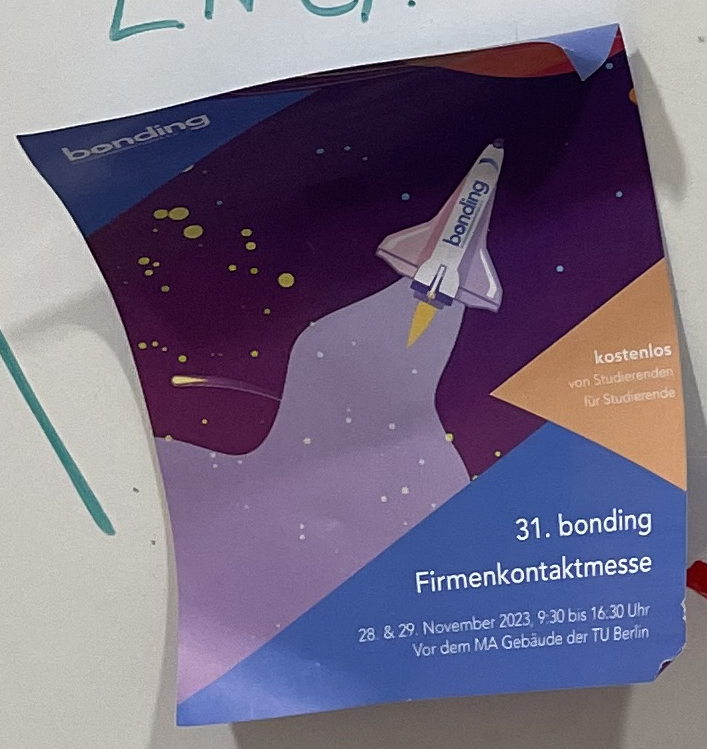 bonding
bonding
kostenlos
von Studierenden
für Studierende
31. bonding
Firmenkontaktmesse
28. & 29. November 2023, 9:30 bis 16:30 Uhr
Vor dem MA Gebäude der TU Berlin